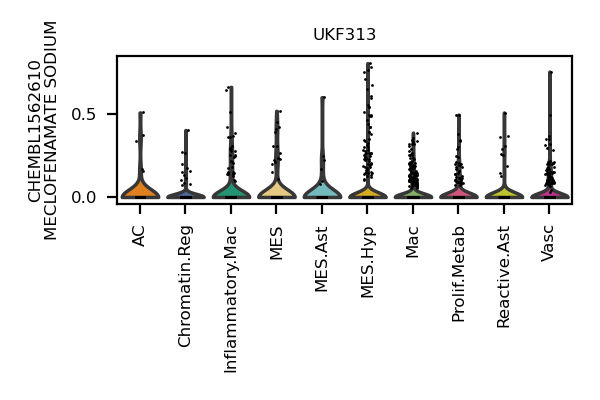 UKF313
CHEMBL1562610
MECLOFENAMATE SODIUM
0.5
0.0
AC
Chromatin.Reg
Inflammatory.Mac
MES
MES.Ast
MES.Hyp
Mac
Prolif.Metab
Reactive.Ast
Vasc